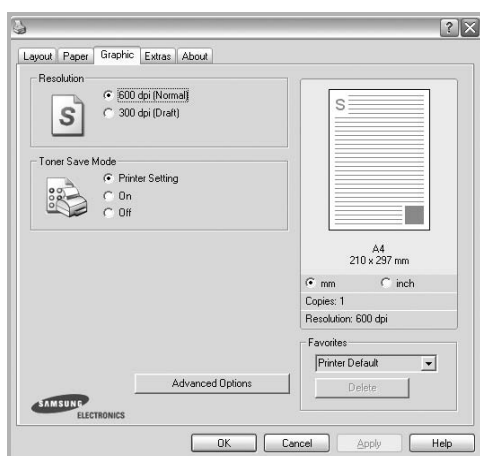 Layout Paper Graphic Extras About
Resolution
600 dpi (Normal)
300 dpi (Draft)
S
Toner Save Mode
Printer Setting
On
Off
S
A4
210 x 297 mm
mm inch
Copies: 1
Resolution: 600 dpi
Favorites
Printer Default
Delete
Advanced Options
SAMSUNG
ELECTRONICS
OK Cancel Apply Help